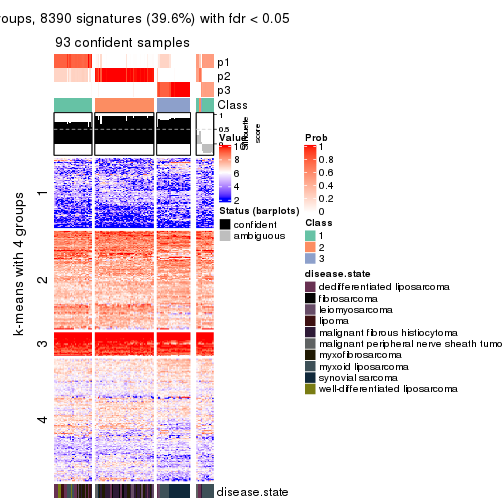 roups, 8390 signatures (39.6%) with fdr < 0.05
93 confident samples
p1
p2
p3
Class
1
0.5
0
Silhouette
score
k-means with 4 groups
1
2
3
4
disease.state
Value
10
8
6
4
2
Status (barplots)
confident
ambiguous
Prob
1
0.8
0.6
0.4
0.2
0
Class
1
2
3
disease.state
dedifferentiated liposarcoma
fibrosarcoma
leiomyosarcoma
lipoma
malignant fibrous histiocytoma
malignant peripheral nerve sheath tumo
myxofibrosarcoma
myxoid liposarcoma
synovial sarcoma
well-differentiated liposarcoma